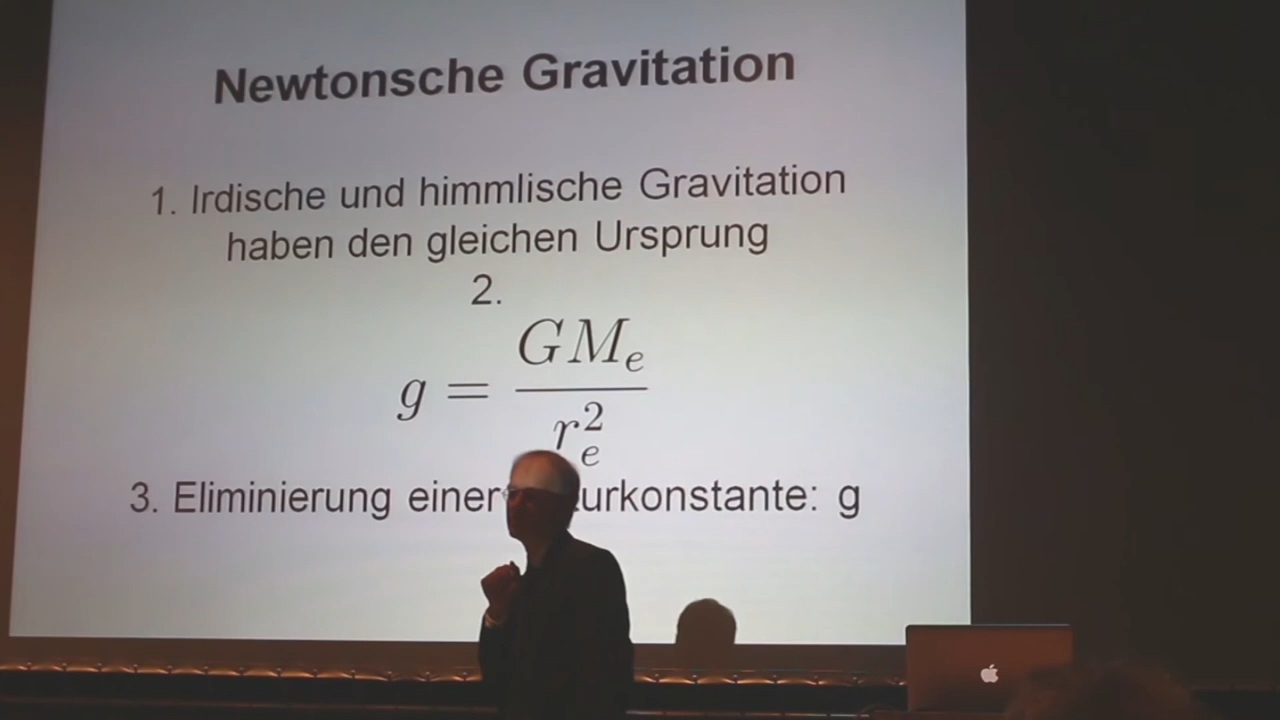 Newtonsche Gravitation
1. Irdische und himmlische Gravitation
haben den gleichen Ursprung
2.
g = GM_e / r_e^2
3. Eliminierung einer urkonstante: g